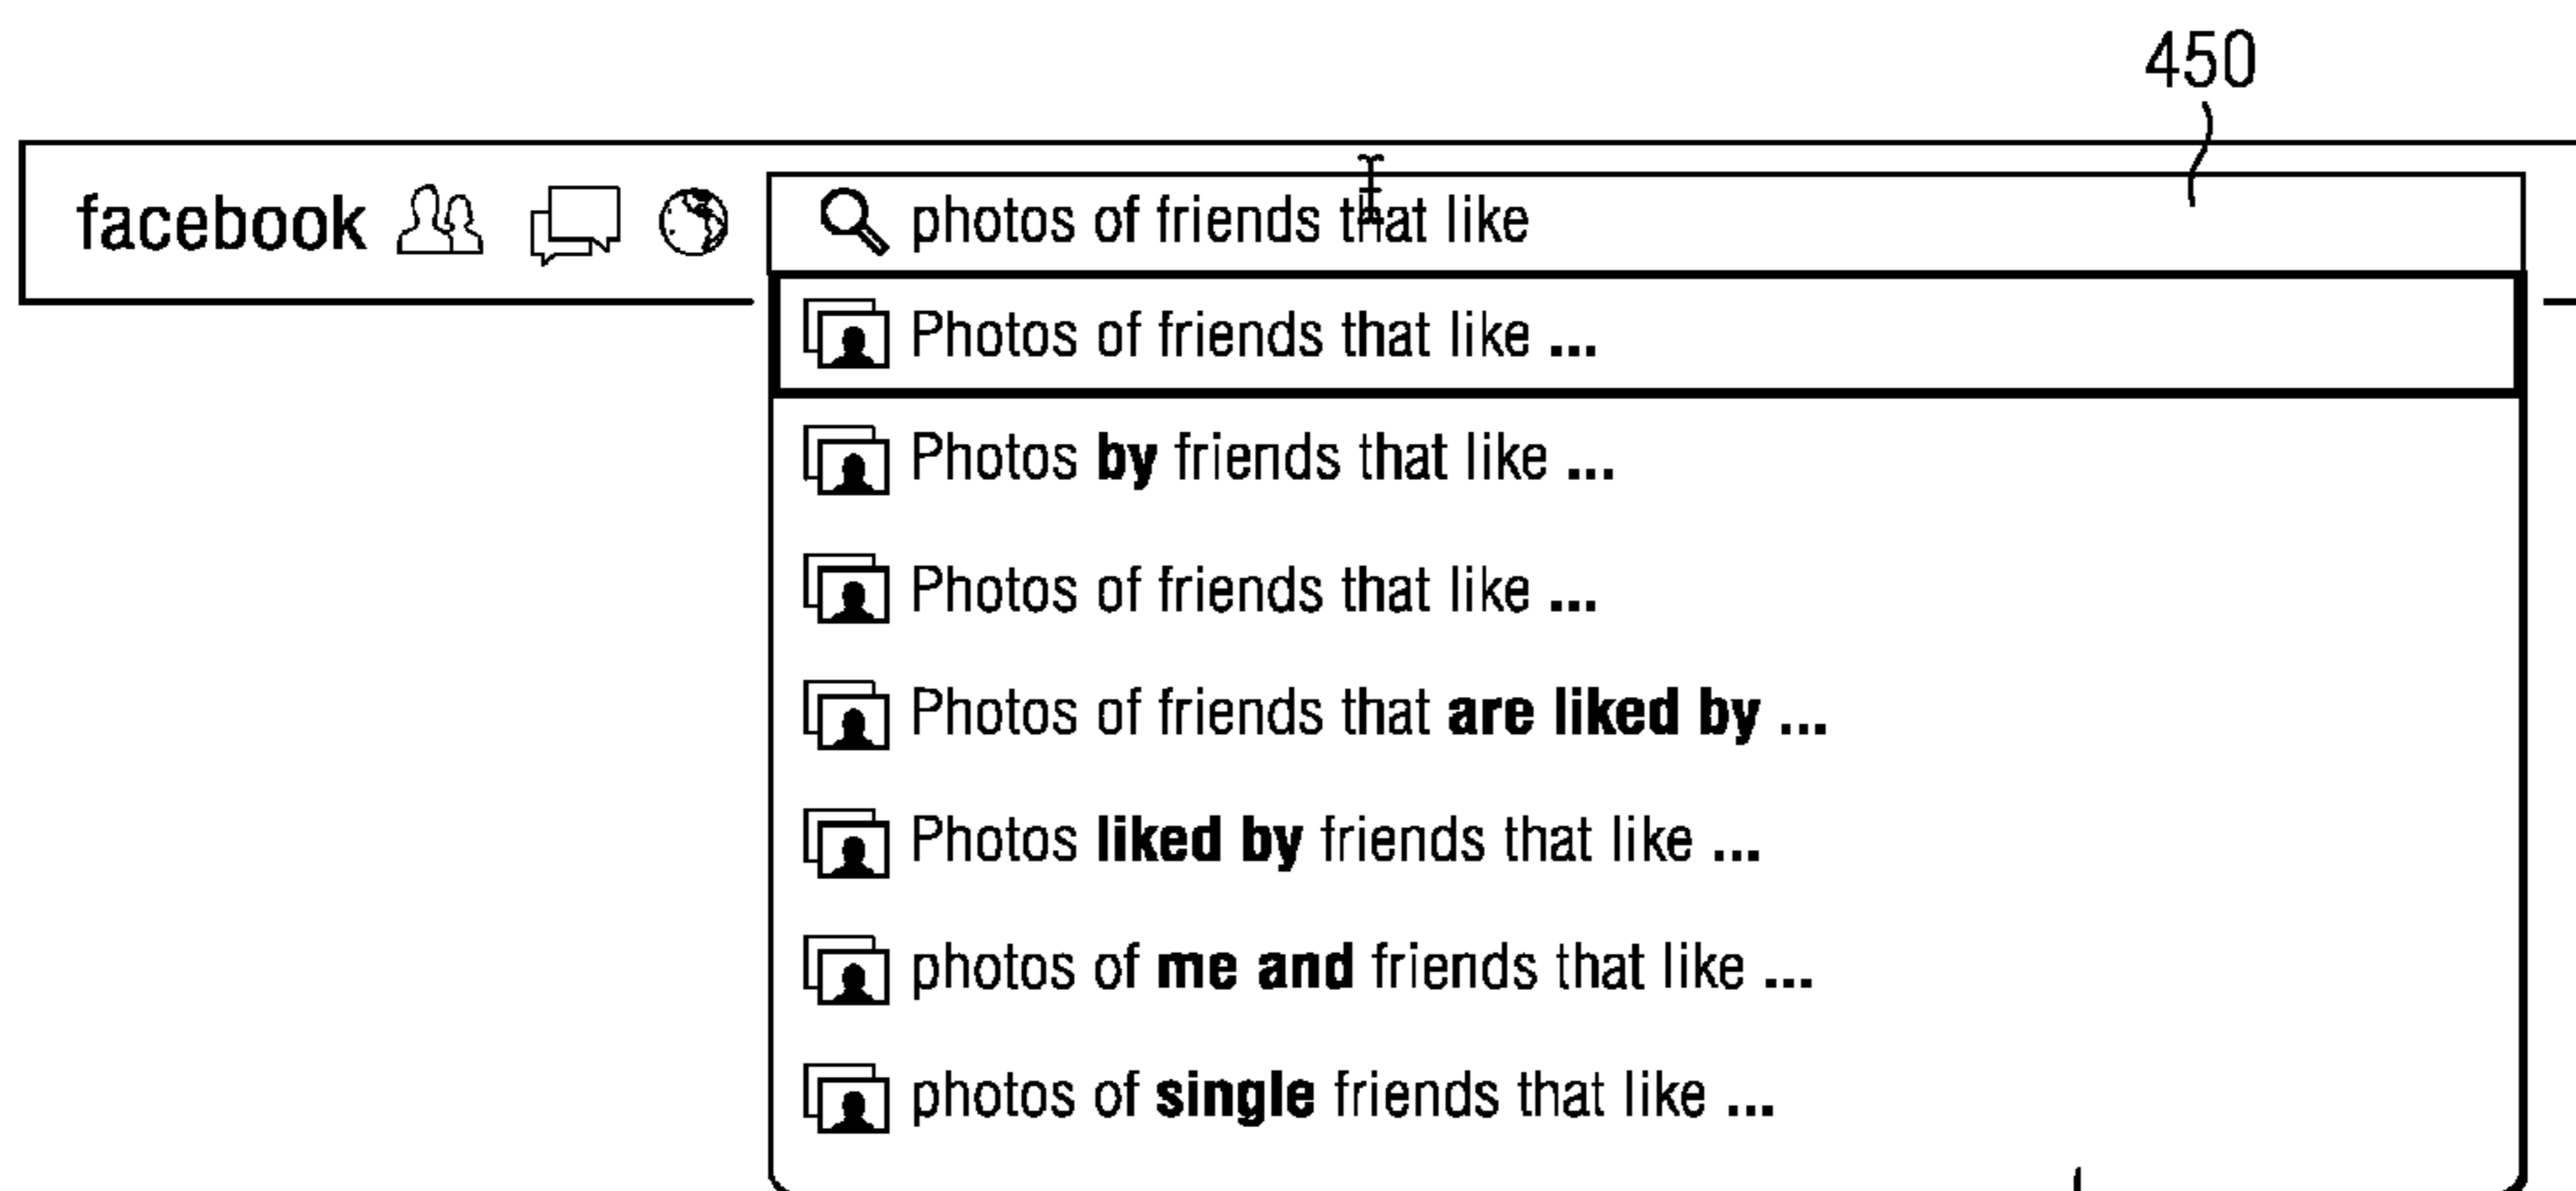 450
facebook photos of friends that like
Photos of friends that like ...
Photos by friends that like ...
Photos of friends that like ...
Photos of friends that are liked by ...
Photos liked by friends that like ...
photos of me and friends that like ...
photos of single friends that like ...